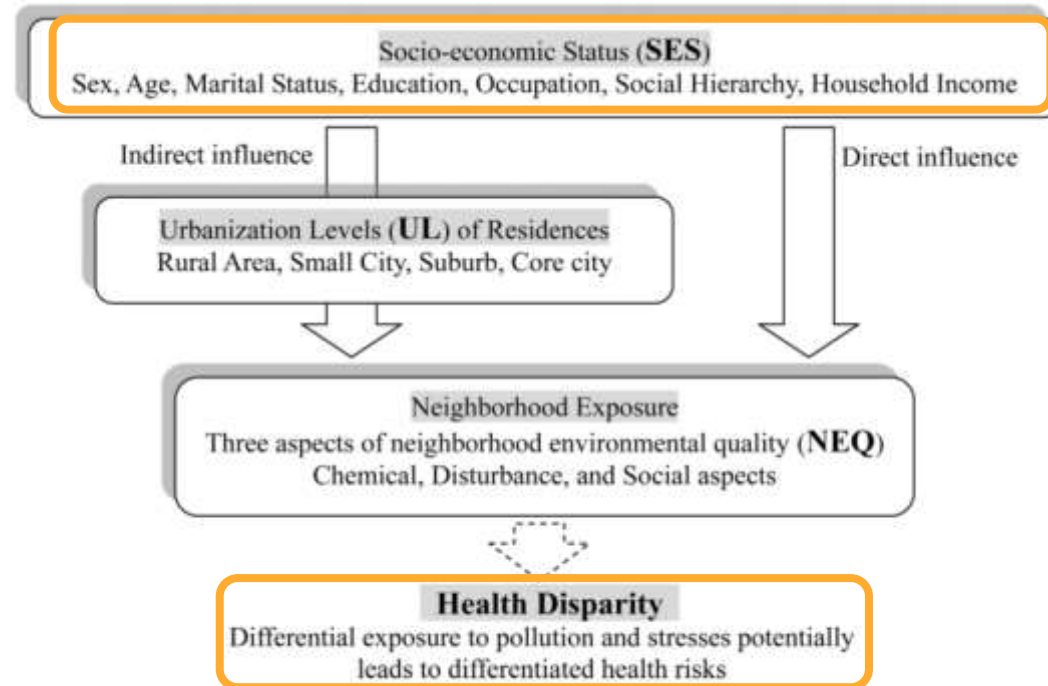 Socio-economic Status (SES)
Sex, Age, Marital Status, Education, Occupation, Social Hierarchy, Household Income
Indirect influence
Direct influence
Urbanization Levels (UL) of Residences
Rural Area, Small City, Suburb, Core city
Neighborhood Exposure
Three aspects of neighborhood environmental quality (NEQ)
Chemical, Disturbance, and Social aspects
Health Disparity
Differential exposure to pollution and stresses potentially
leads to differentiated health risks